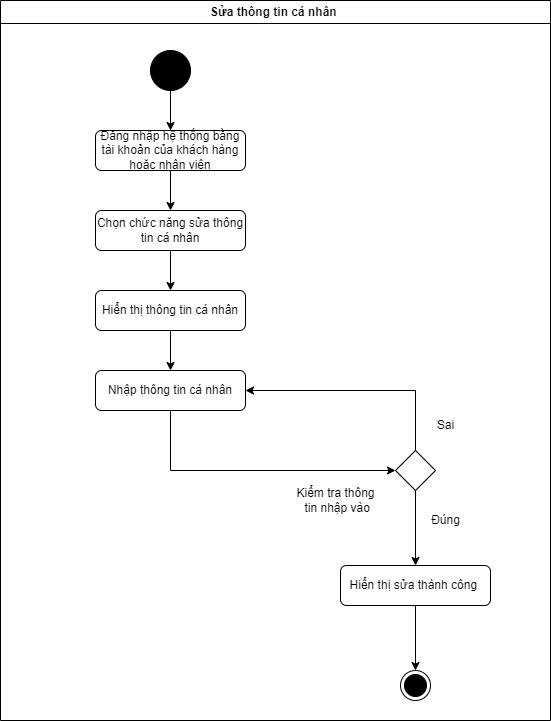 Sửa thông tin cá nhân
Đăng nhập hệ thống bằng
tài khoản của khách hàng
hoặc nhân viên
Chọn chức năng sửa thông
tin cá nhân
Hiển thị thông tin cá nhân
Nhập thông tin cá nhân
Sai
Kiểm tra thông
tin nhập vào
Đúng
Hiển thị sửa thành công